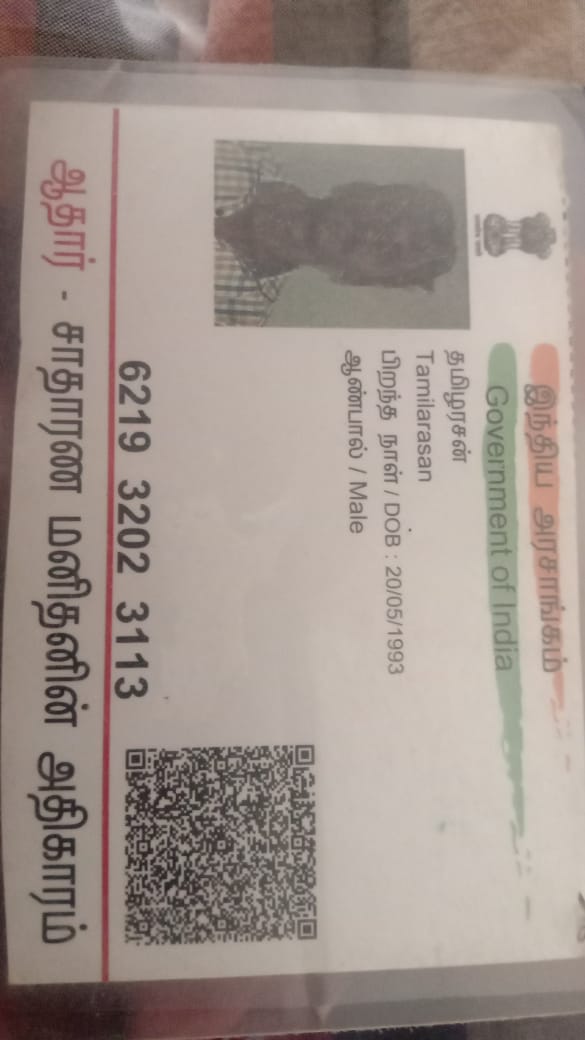 இந்திய அரசாங்கம்
Government of India
தமிழரசன்
Tamilarasan
பிறந்த நாள் / DOB : 20/05/1993
ஆண்பால் / Male
6219 3202 3113
ஆதார் - சாதாரண மனிதனின் அதிகாரம்